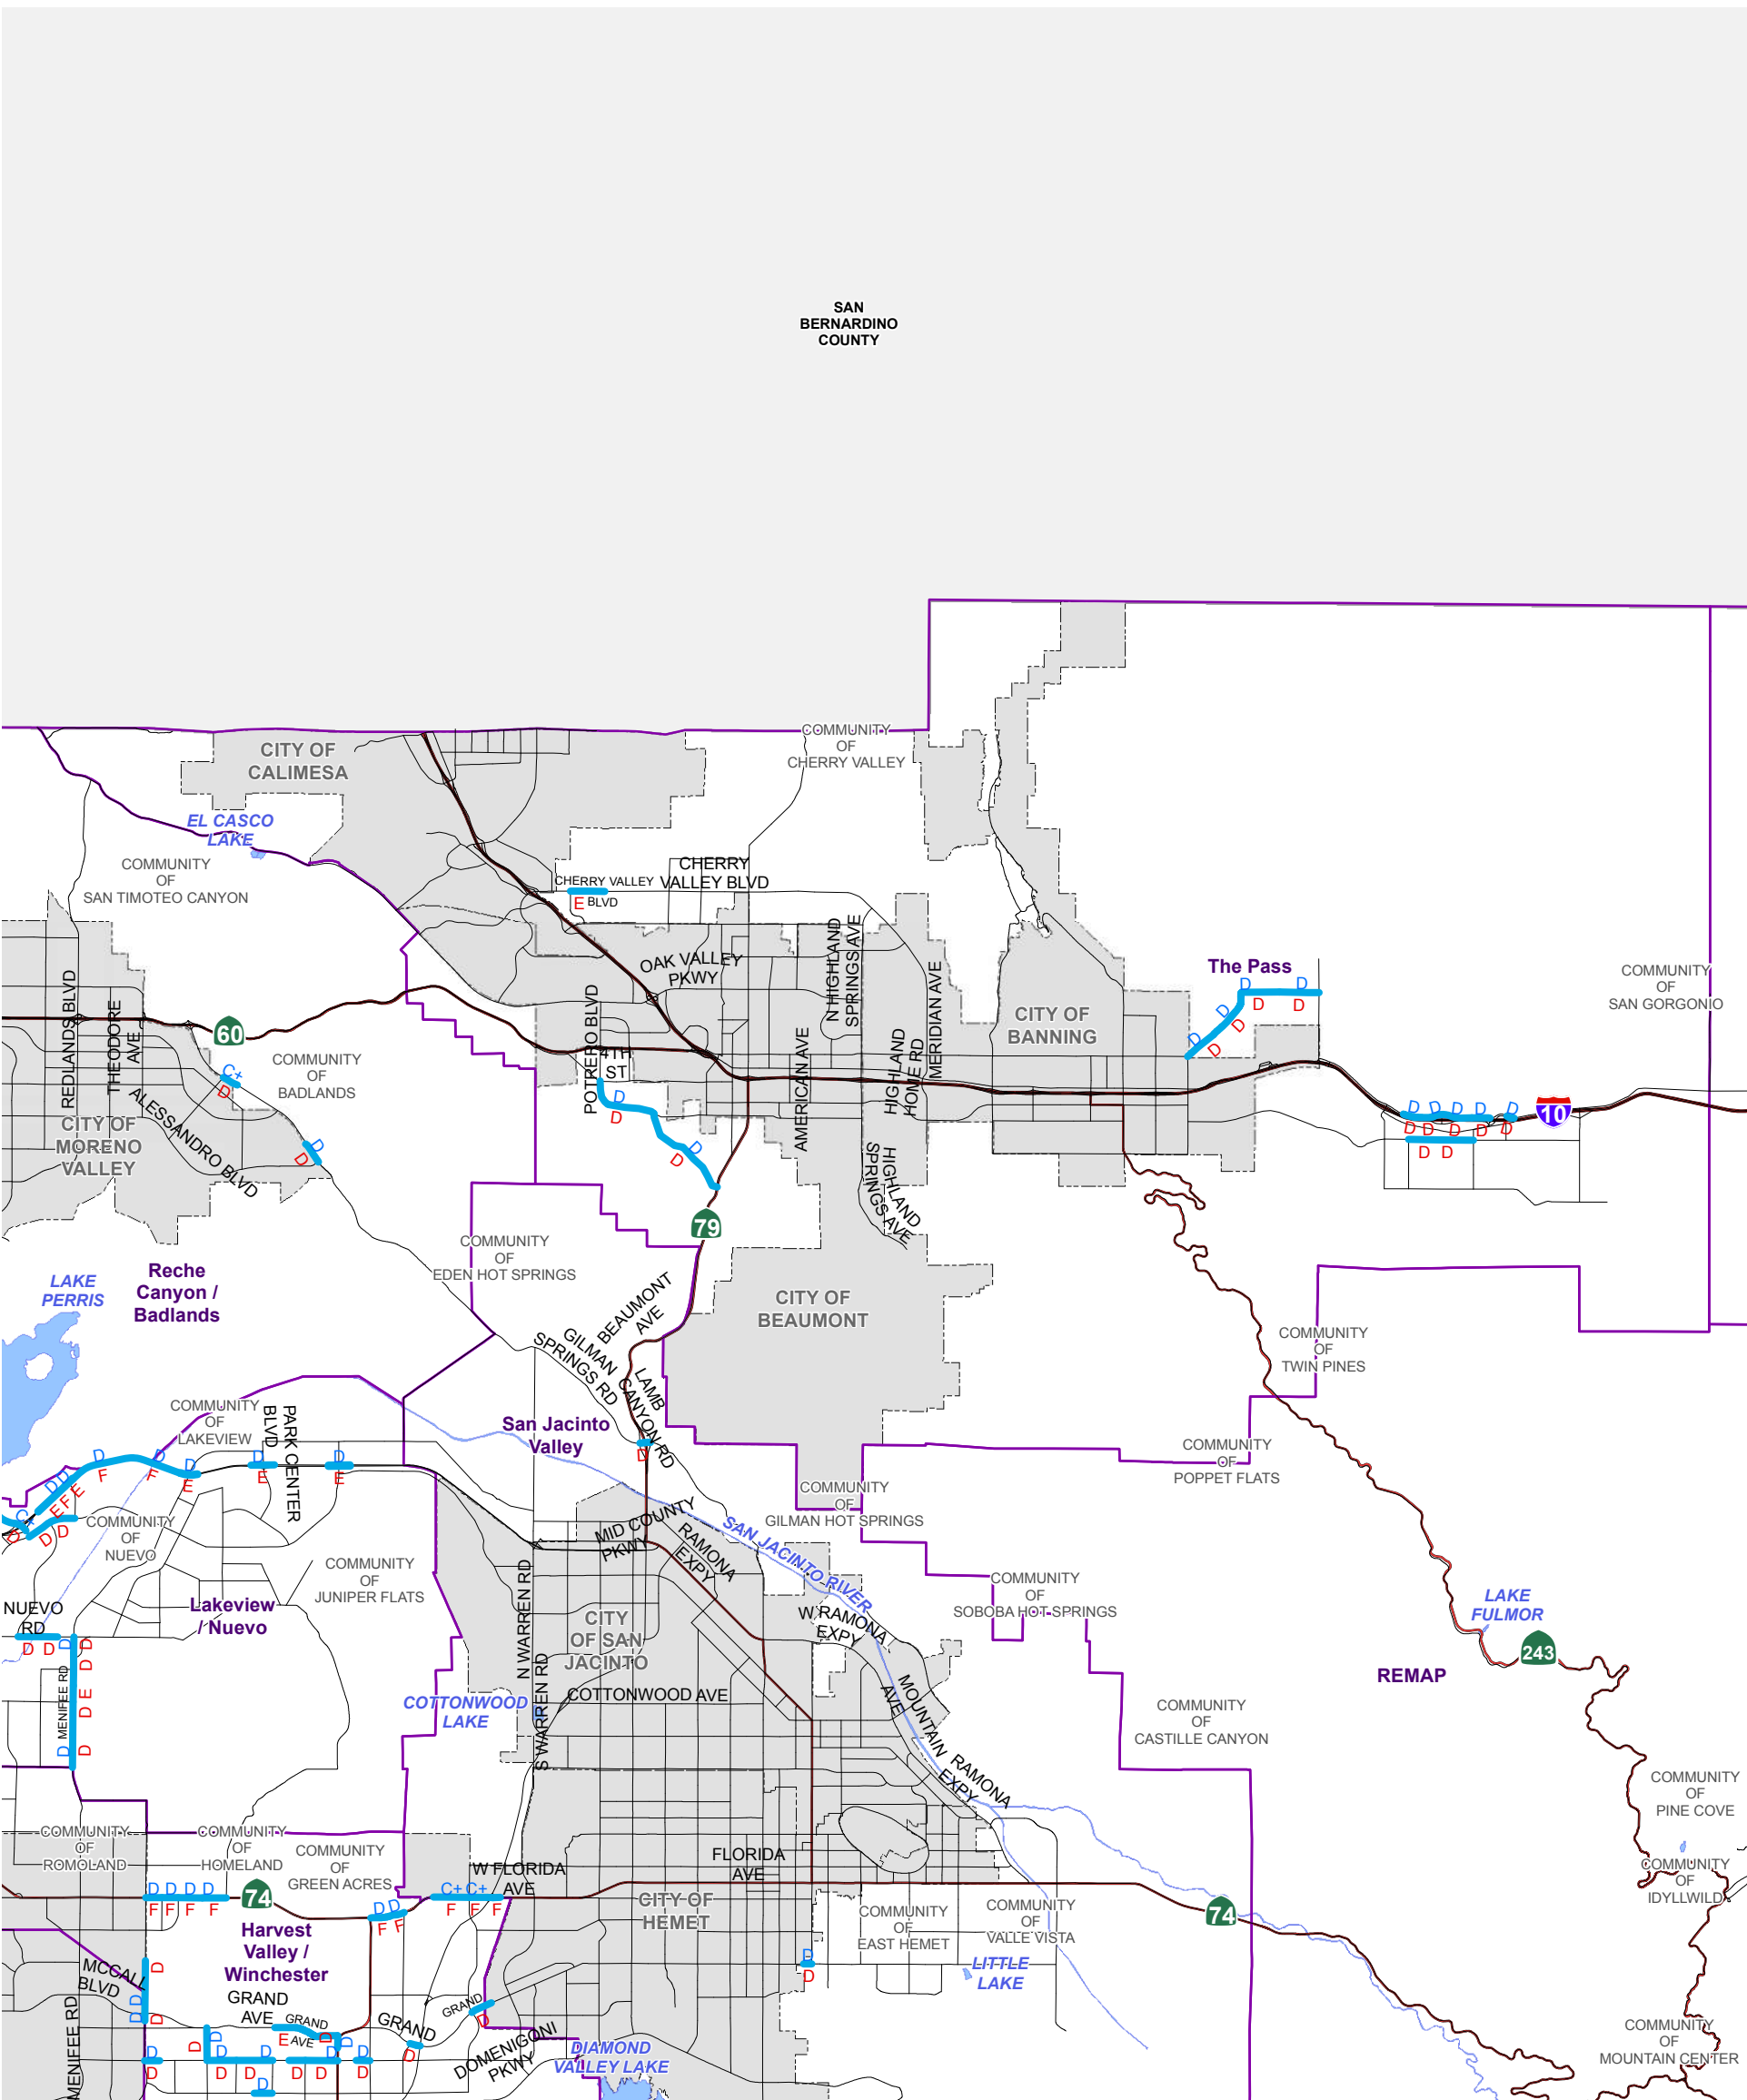 SAN
BERNARDINO
COUNTY
COMMUNITY
OF
CHERRY VALLEY
CITY OF
CALIMESA
EL CASCO
LAKE
COMMUNITY
OF
SAN TIMOTEO CANYON
CHERRY
VALLEY BLVD
CHERRY VALLEY
BLVD
E
OAK VALLEY
PKWY
N HIGHLAND
SPRINGS AVE
MERIDIAN AVE
HIGHLAND
HOME RD
The Pass
D D
D D
D
D
D
D
COMMUNITY
OF
SAN GORGONIO
CITY OF
BANNING
REDLANDS BLVD
THEODORE
AVE
60
COMMUNITY
OF
BADLANDS
C+
D
ALESSANDRO BLVD
D
D
CITY OF
MORENO
VALLEY
POTRERO BLVD
4TH
ST
D
D
D
D
AMERICAN AVE
HIGHLAND
SPRINGS AVE
D D D D D
D D D D D
D D
10
79
COMMUNITY
OF
EDEN HOT SPRINGS
Reche
Canyon /
Badlands
LAKE
PERRIS
BEAUMONT
AVE
GILMAN
SPRINGS RD
LAMB
CANYON RD
CITY OF
BEAUMONT
COMMUNITY
OF
TWIN PINES
COMMUNITY
OF
LAKEVIEW
PARK CENTER
BLVD
San Jacinto
Valley
D
COMMUNITY
OF
POPPET FLATS
D D D D D D D
E F E F F E E E
C+
D
D D
COMMUNITY
OF
NUEVO
COMMUNITY
OF
GILMAN HOT SPRINGS
MID COUNTY
PKWY
RAMONA
EXPY
SAN JACINTO RIVER
COMMUNITY
OF
JUNIPER FLATS
COMMUNITY
OF
SOBOBA HOT SPRINGS
NUEVO
RD
D D
Lakeview
/ Nuevo
N WARREN RD
CITY
OF SAN
JACINTO
W RAMONA
EXPY
LAKE
FULMOR
243
REMAP
MENIFEE RD
D
D
D
D
E
D
D
COTTONWOOD
LAKE
S WARREN RD
COTTONWOOD AVE
MOUNTAIN
AVE
RAMONA
EXPY
COMMUNITY
OF
CASTILLE CANYON
COMMUNITY
OF
PINE COVE
COMMUNITY
OF
ROMOLAND
COMMUNITY
OF
HOMELAND
COMMUNITY
OF
GREEN ACRES
W FLORIDA
AVE
FLORIDA
AVE
COMMUNITY
OF
IDYLLWILD
D D D D
F F F F
74
D D
F F
C+ C+
F F F
CITY OF
HEMET
COMMUNITY
OF
EAST HEMET
COMMUNITY
OF
VALLE VISTA
74
Harvest
Valley /
Winchester
D
D
LITTLE
LAKE
MCCALL
BLVD
D
D D
D
GRAND
AVE
GRAND
AVE
E
D
D
GRAND
D
GRAND
D
DOMENIGONI
PKWY
DIAMOND
VALLEY LAKE
COMMUNITY
OF
MOUNTAIN CENTER
MENIFEE RD
D
D
D
D
D D D D
D D D D
D
D
D